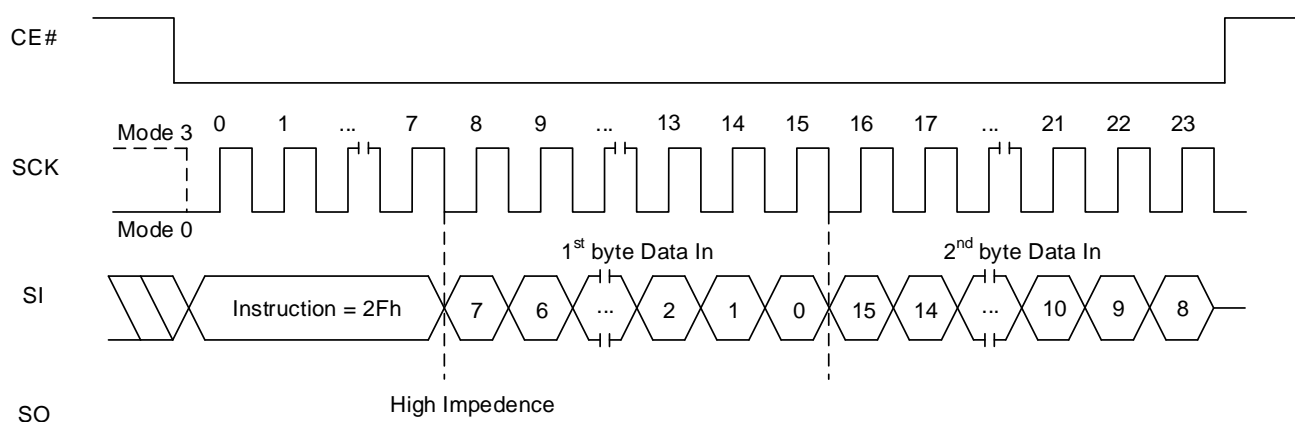 CE#
0 1 ... 7 8 9 ... 13 14 15 16 17 ... 21 22 23
Mode 3
SCK
Mode 0
1st byte Data In 2nd byte Data In
SI Instruction = 2Fh 7 6 ... 2 1 0 15 14 ... 10 9 8
High Impedence
SO